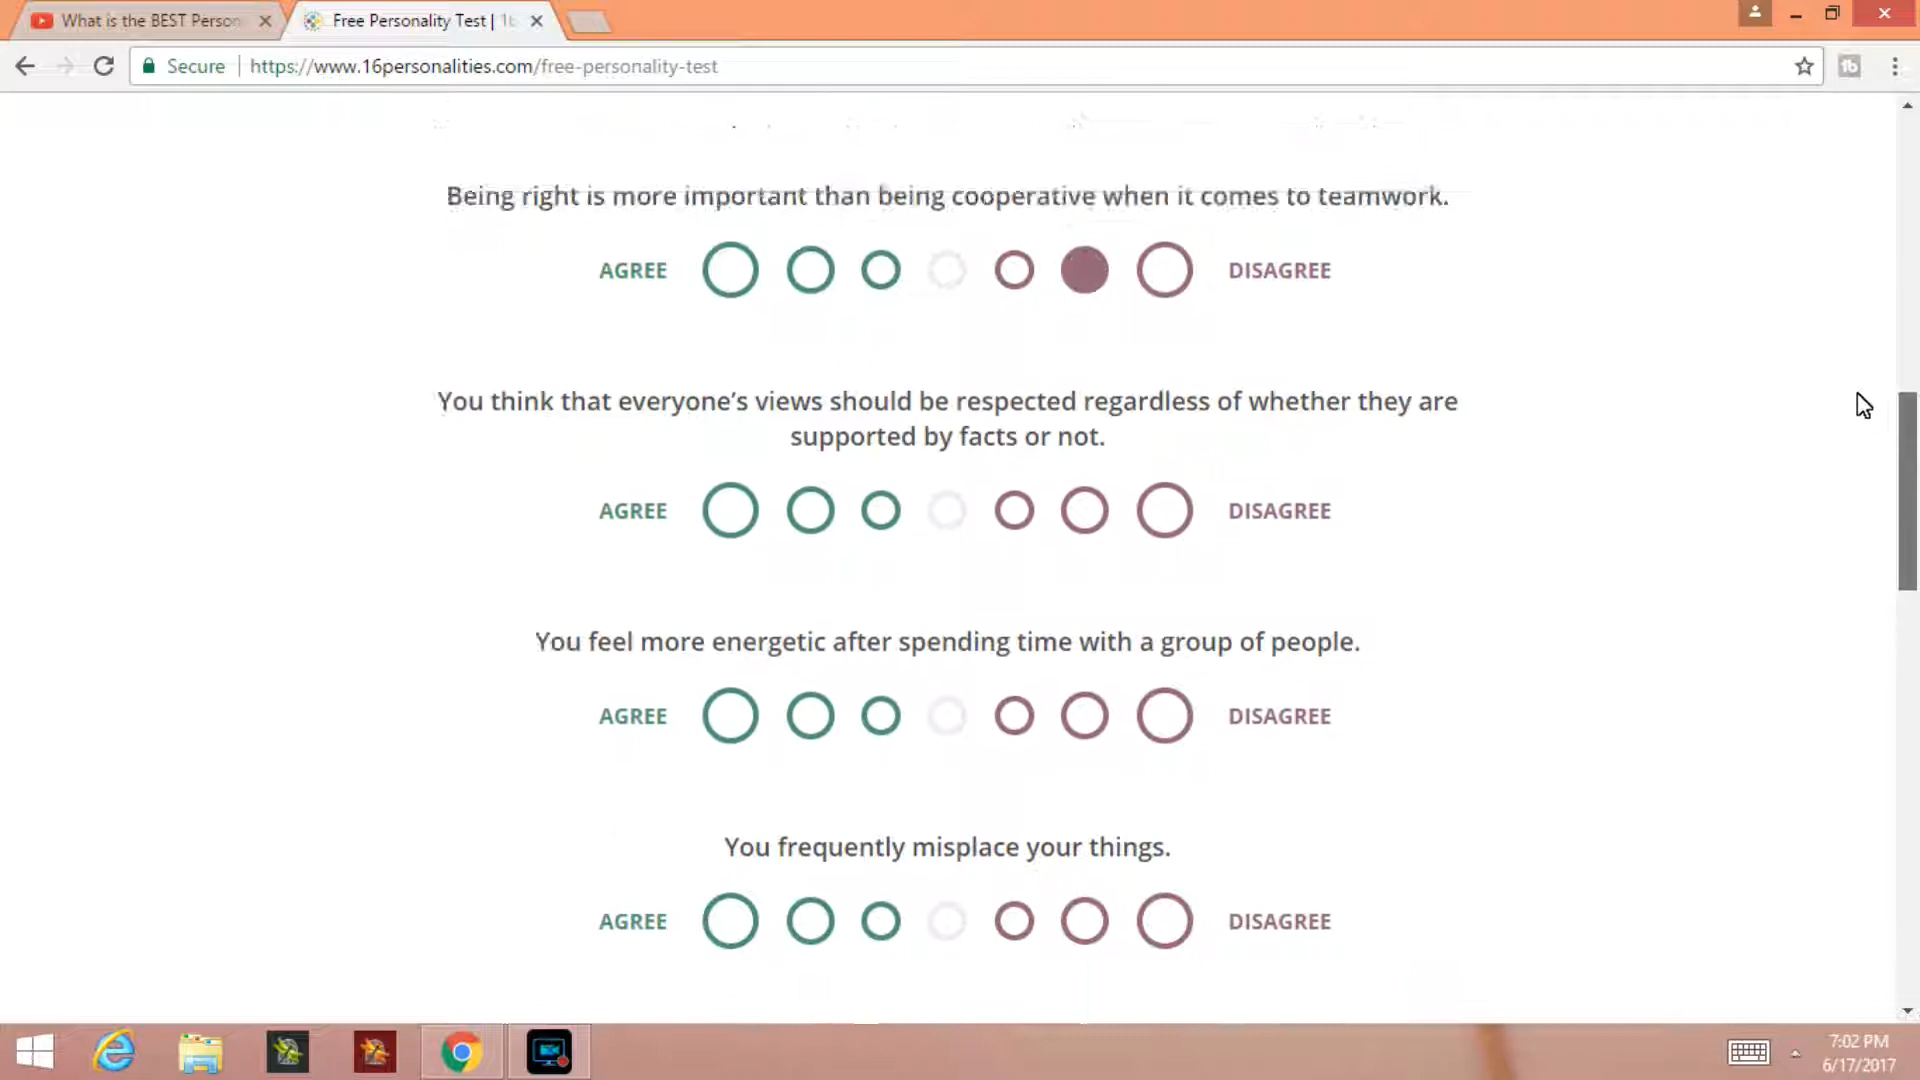 What is the BEST Person
Free Personality Test | 16
Secure https://www.16personalities.com/free-personality-test
Being right is more important than being cooperative when it comes to teamwork.
AGREE DISAGREE
You think that everyone’s views should be respected regardless of whether they are
supported by facts or not.
AGREE DISAGREE
You feel more energetic after spending time with a group of people.
AGREE DISAGREE
You frequently misplace your things.
AGREE DISAGREE
7:02 PM
6/17/2017